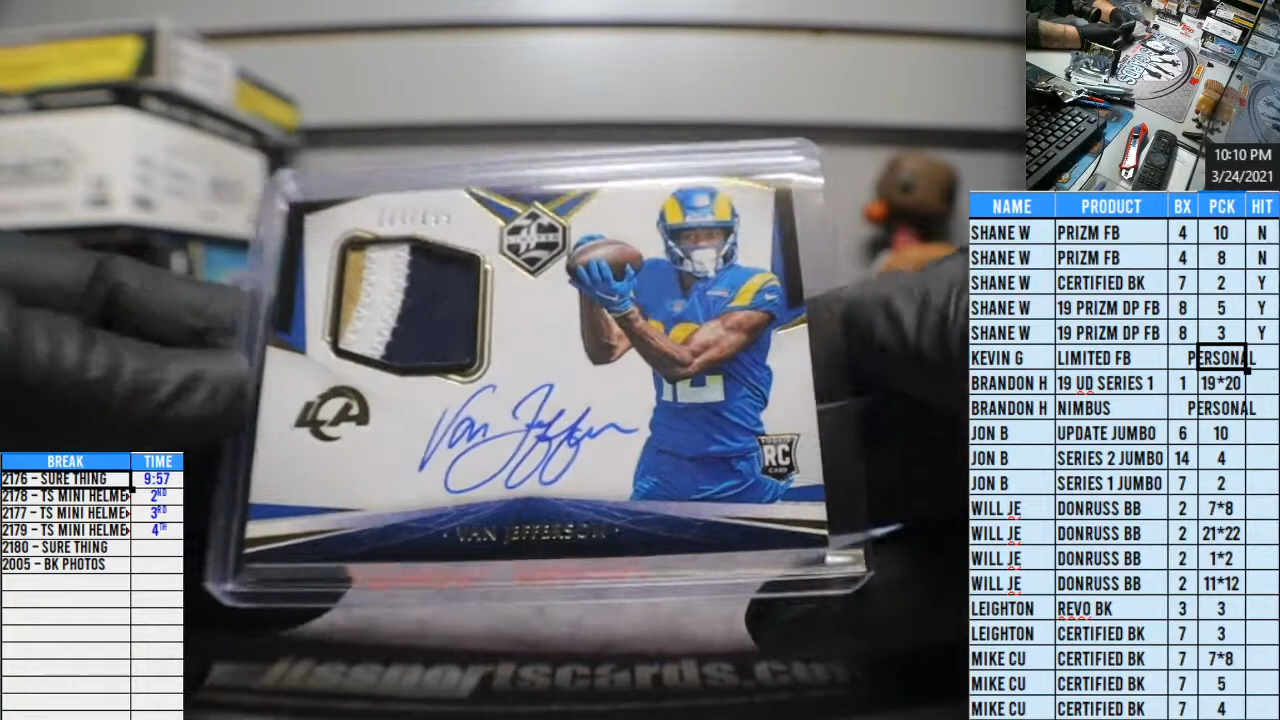 10:10 PM
3/24/2021
NAME PRODUCT BX PCK HIT
SHANE W PRIZM FB 4 10 N
SHANE W PRIZM FB 4 8 N
SHANE W CERTIFIED BK 7 2 Y
SHANE W 19 PRIZM DP FB 8 5 Y
SHANE W 19 PRIZM DP FB 8 3 Y
KEVIN G LIMITED FB PERSONAL
BRANDON H 19 UD SERIES 1 1 19*20
BRANDON H NIMBUS PERSONAL
JON B UPDATE JUMBO 6 10
JON B SERIES 2 JUMBO 14 4
JON B SERIES 1 JUMBO 7 2
WILL JE DONRUSS BB 2 7*8
WILL JE DONRUSS BB 2 21*22
WILL JE DONRUSS BB 2 1*2
WILL JE DONRUSS BB 2 11*12
LEIGHTON REVO BK 3 3
LEIGHTON CERTIFIED BK 7 3
MIKE CU CERTIFIED BK 7 7*8
MIKE CU CERTIFIED BK 7 5
MIKE CU CERTIFIED BK 7 4
BREAK TIME
2176 – SURE THING 9:57
2178 – TS MINI HELME 2ND
2177 – TS MINI HELME 3RD
2179 – TS MINI HELME 4TH
2180 – SURE THING
2005 – BK PHOTOS
LA
12
Van Jefferson
RC
CARD
VAN JEFFERSON
sportscards.co